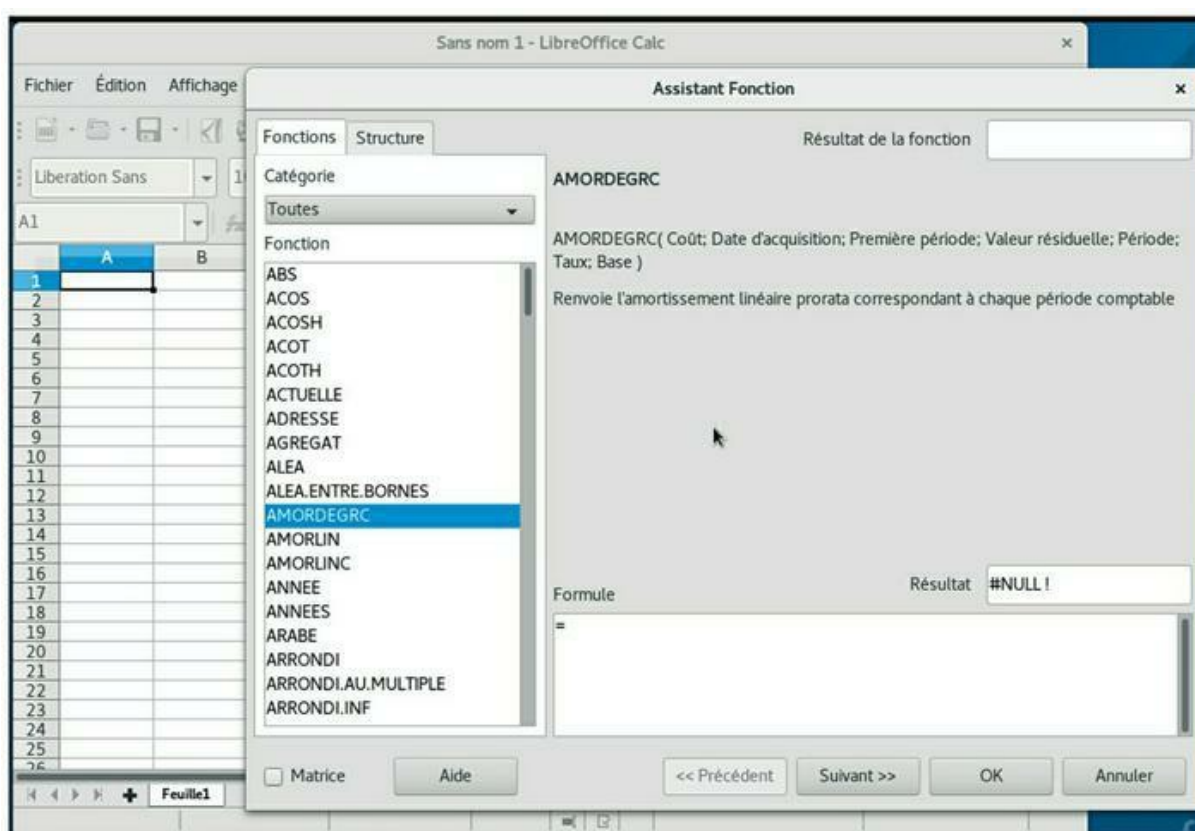 Sans nom 1 - LibreOffice Calc
Fichier Édition Affichage
Assistant Fonction
Fonctions Structure
Résultat de la fonction
Liberation Sans
Catégorie
AMORDEGRC
Toutes
A1
AMORDEGRC( Coût; Date d'acquisition; Première période; Valeur résiduelle; Période;
Taux; Base )
Fonction
Renvoie l'amortissement linéaire prorata correspondant à chaque période comptable
A B
ABS
ACOS
ACOSH
ACOT
ACOTH
ACTUELLE
ADRESSE
AGREGAT
ALEA
ALEA.ENTRE.BORNES
AMORDEGRC
AMORLIN
AMORLINC
ANNEE
ANNEES
ARABE
ARRONDI
ARRONDI.AU.MULTIPLE
ARRONDI.INF
1
2
3
4
5
6
7
8
9
10
11
12
13
14
15
16
17
18
19
20
21
22
23
24
25
26
Résultat #NULL !
Formule
=
Matrice Aide << Précédent Suivant >> OK Annuler
Feuille1